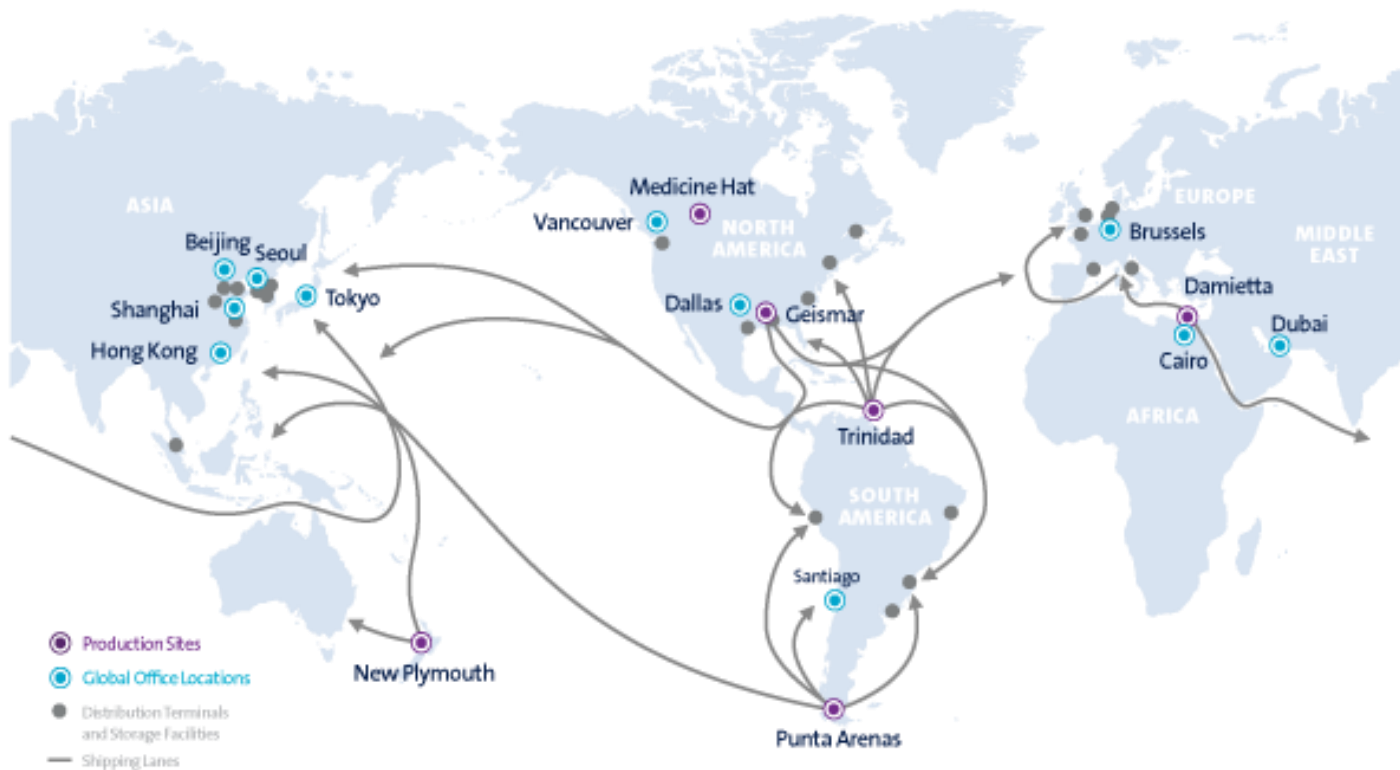 Medicine Hat
ASIA
EUROPE
Vancouver
NORTH
AMERICA
Brussels
MIDDLE
EAST
Beijing
Seoul
Tokyo
Damietta
Shanghai
Dallas
Geismar
Dubai
Hong Kong
Cairo
AFRICA
Trinidad
SOUTH
AMERICA
Santiago
Production Sites
New Plymouth
Global Office Locations
Distribution Terminals
and Storage Facilities
Punta Arenas
Shipping Lanes